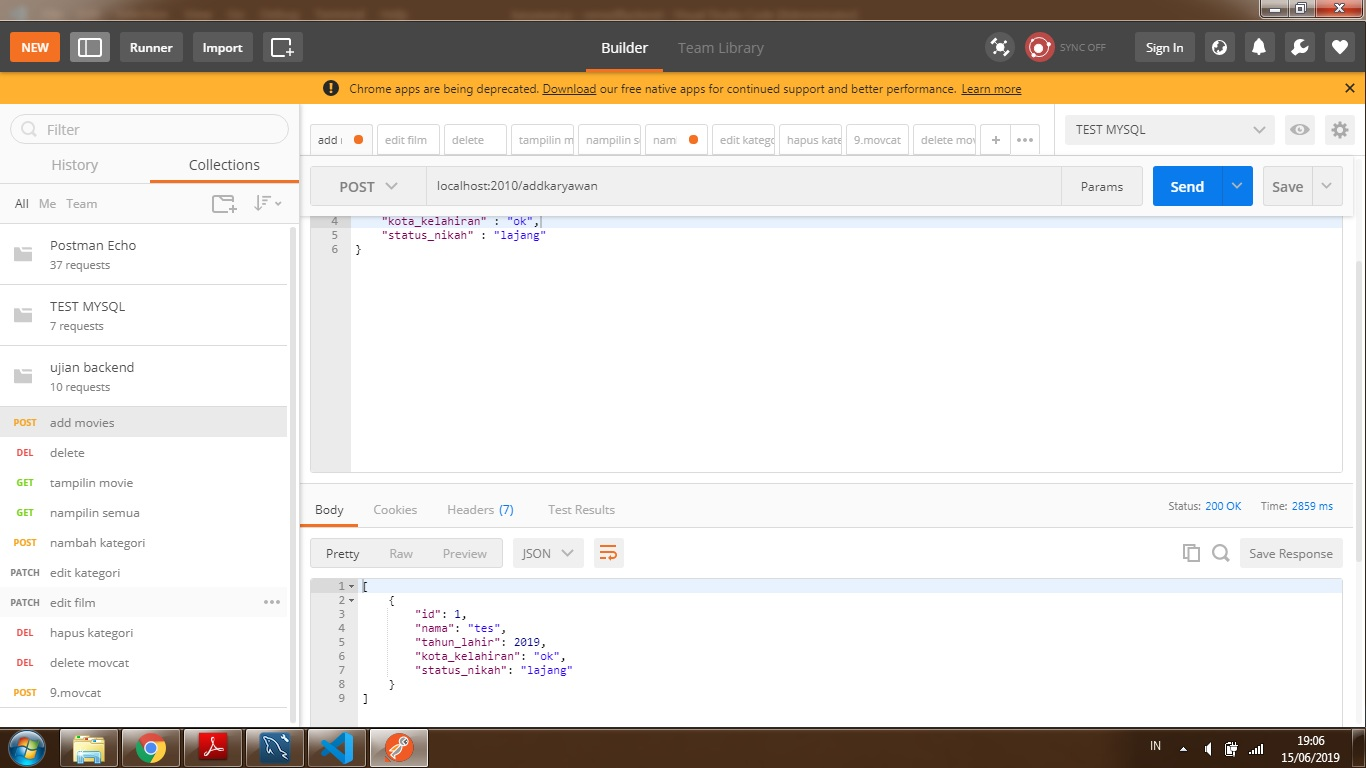 NEW
Runner
Import
Builder
Team Library
SYNC OFF
Sign In
Chrome apps are being deprecated. Download our free native apps for continued support and better performance. Learn more
Filter
History
Collections
All Me Team
Postman Echo
37 requests
TEST MYSQL
7 requests
ujian backend
10 requests
POST add movies
DEL delete
GET tampilin movie
GET nampilin semua
POST nambah kategori
PATCH edit kategori
PATCH edit film
DEL hapus kategori
DEL delete movcat
POST 9.movcat
add edit film delete tampilin m nampilin s nam edit katego hapus kate 9.movcat delete mov + •••
TEST MYSQL
POST localhost:2010/addkaryawan Params Send Save
4 "kota_kelahiran" : "ok",
5 "status_nikah" : "lajang"
6 }
Body Cookies Headers (7) Test Results
Status: 200 OK Time: 2859 ms
Pretty Raw Preview JSON Save Response
1 [
2 {
3 "id": 1,
4 "nama": "tes",
5 "tahun_lahir": 2019,
6 "kota_kelahiran": "ok",
7 "status_nikah": "lajang"
8 }
9 ]
IN
19:06
15/06/2019